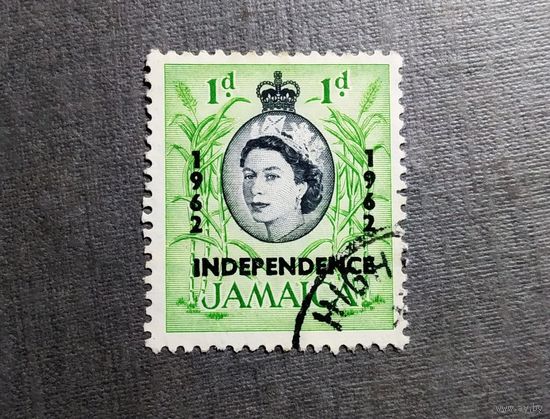 1d 1d
1962 1962
INDEPENDENCE
JAMAICA